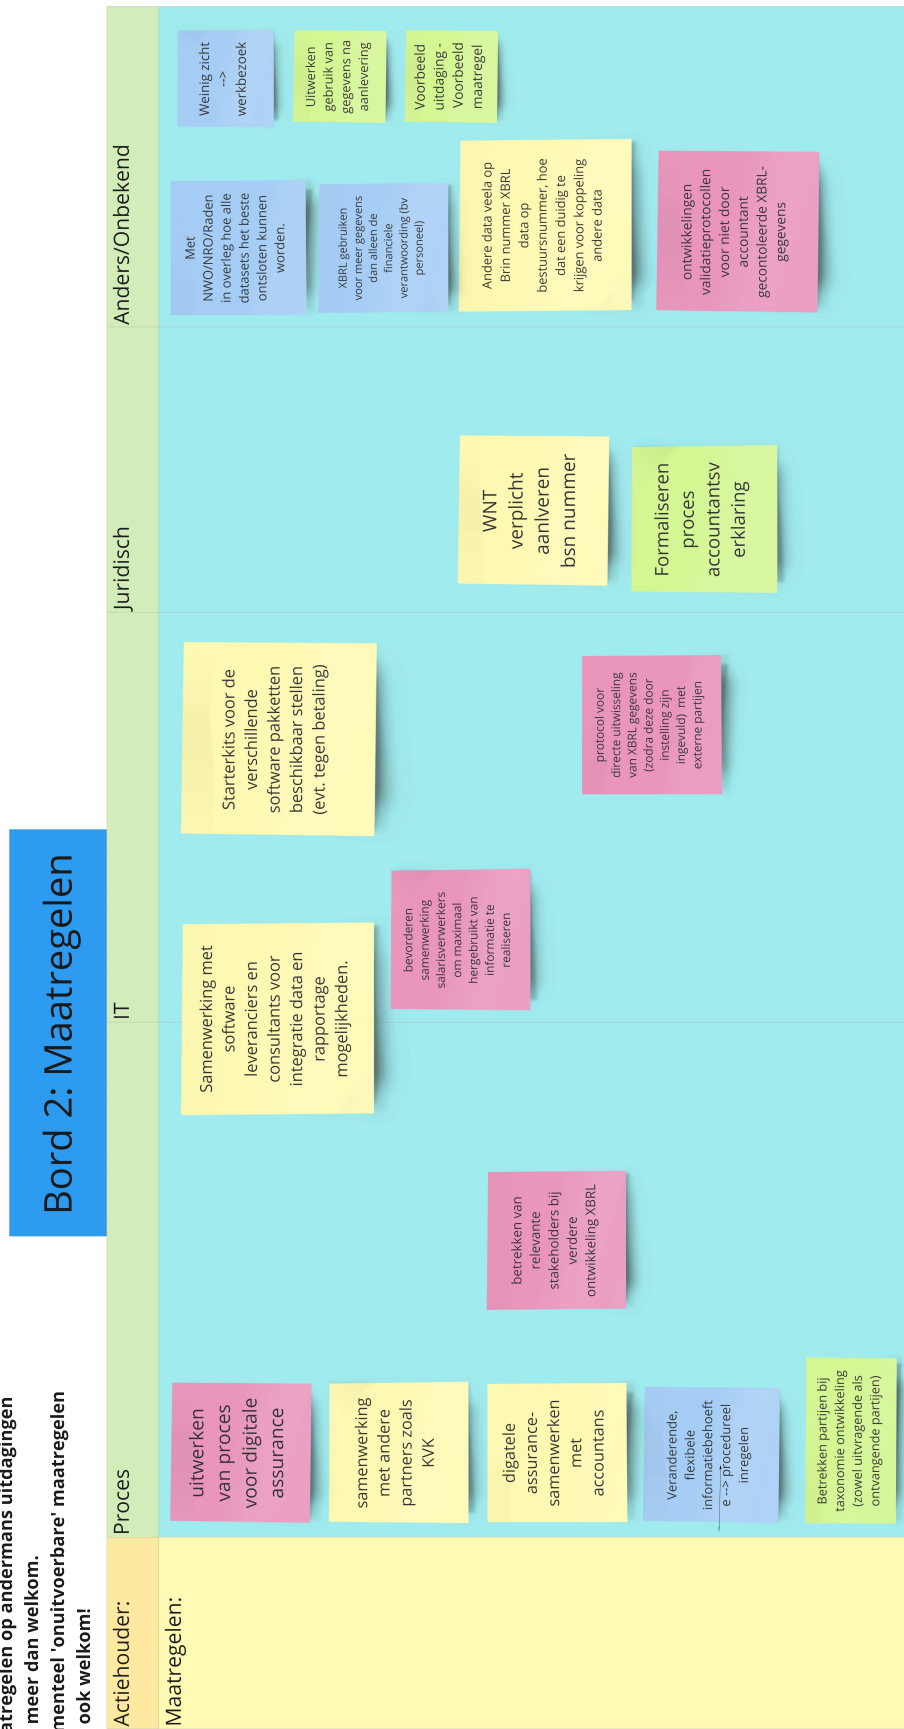 atregelen op andermans uitdagingen
meer dan welkom.
menteel 'onuitvoerbare' maatregelen
ook welkom!
Bord 2: Maatregelen
Actiehouder:
Proces
IT
Juridisch
Anders/Onbekend
Maatregelen:
uitwerken
van proces
voor digitale
assurance
samenwerking
met andere
partners zoals
KVK
digatele
assurance-
samenwerken
met
accountans
Veranderende,
flexibele
informatiebehoeft
e --> procedureel
inregelen
Betrekken partijen bij
taxonomie ontwikkeling
(zowel uitvragende als
ontvangende partijen)
betrekken van
relevante
stakeholders bij
verdere
ontwikkeling XBRL
Samenwerking met
software
leveranciers en
consultants voor
integratie data en
rapportage
mogelijkheden.
bevorderen
samenwerking
salarisverwerkers
om maximaal
hergebruikt van
informatie te
realiseren
Starterkits voor de
verschillende
software pakketten
beschikbaar stellen
(evt. tegen betaling)
protocol voor
directe uitwisseling
van XBRL gegevens
(zodra deze door
instelling zijn
ingevuld) met
externe partijen
WNT
verplicht
aanlveren
bsn nummer
Formaliseren
proces
accountantsv
erklaring
Met
NWO/NRO/Raden
in overleg hoe alle
datasets het beste
ontsloten kunnen
worden.
XBRL gebruiken
voor meer gegevens
dan alleen de
financiele
verantwoording (bv
personeel)
Andere data veela op
Brin nummer XBRL
data op
bestuursnummer, hoe
dat een duidig te
krijgen voor koppeling
andere data
ontwikkelingen
validatieprotocollen
voor niet door
accountant
gecontoleerde XBRL-
gegevens
Weinig zicht
-->
werkbezoek
Uitwerken
gebruik van
gegevens na
aanlevering
Voorbeeld
uitdaging -
Voorbeeld
maatregel